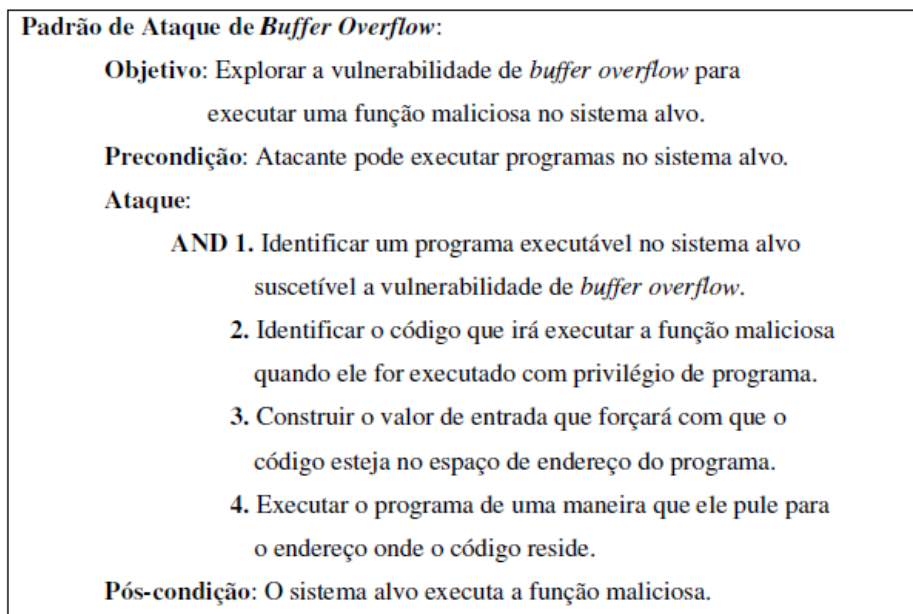 Padrão de Ataque de Buffer Overflow:
Objetivo: Explorar a vulnerabilidade de buffer overflow para
executar uma função maliciosa no sistema alvo.
Precondição: Atacante pode executar programas no sistema alvo.
Ataque:
AND 1. Identificar um programa executável no sistema alvo
suscetível a vulnerabilidade de buffer overflow.
2. Identificar o código que irá executar a função maliciosa
quando ele for executado com privilégio de programa.
3. Construir o valor de entrada que forçará com que o
código esteja no espaço de endereço do programa.
4. Executar o programa de uma maneira que ele pule para
o endereço onde o código reside.
Pós-condição: O sistema alvo executa a função maliciosa.